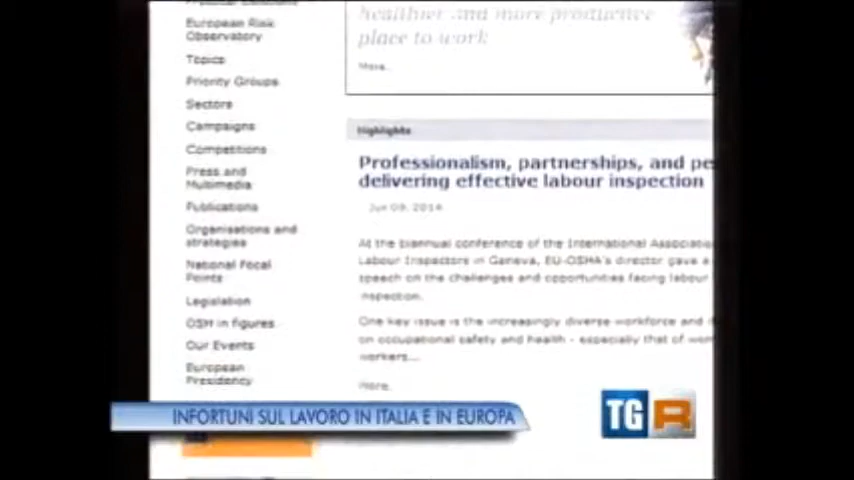 European Risk
Observatory
Topics
Priority Groups
Sectors
Campaigns
Competitions
Press and
Multimedia
Publications
Organisations and
strategies
National Focal
Points
Legislation
OSH in figures
Our Events
European
Presidency
healthier and more productive
place to work
More..
Highlights
Professionalism, partnerships, and pe
delivering effective labour inspection
Jun 09, 2014
At the biannual conference of the International Associatio
Labour Inspectors in Geneva, EU-OSHA's director gave a
speech on the challenges and opportunities facing labour
inspection.
One key issue is the increasingly diverse workforce and i
on occupational safety and health - especially that of wom
workers...
More..
INFORTUNI SUL LAVORO IN ITALIA E IN EUROPA
TGR